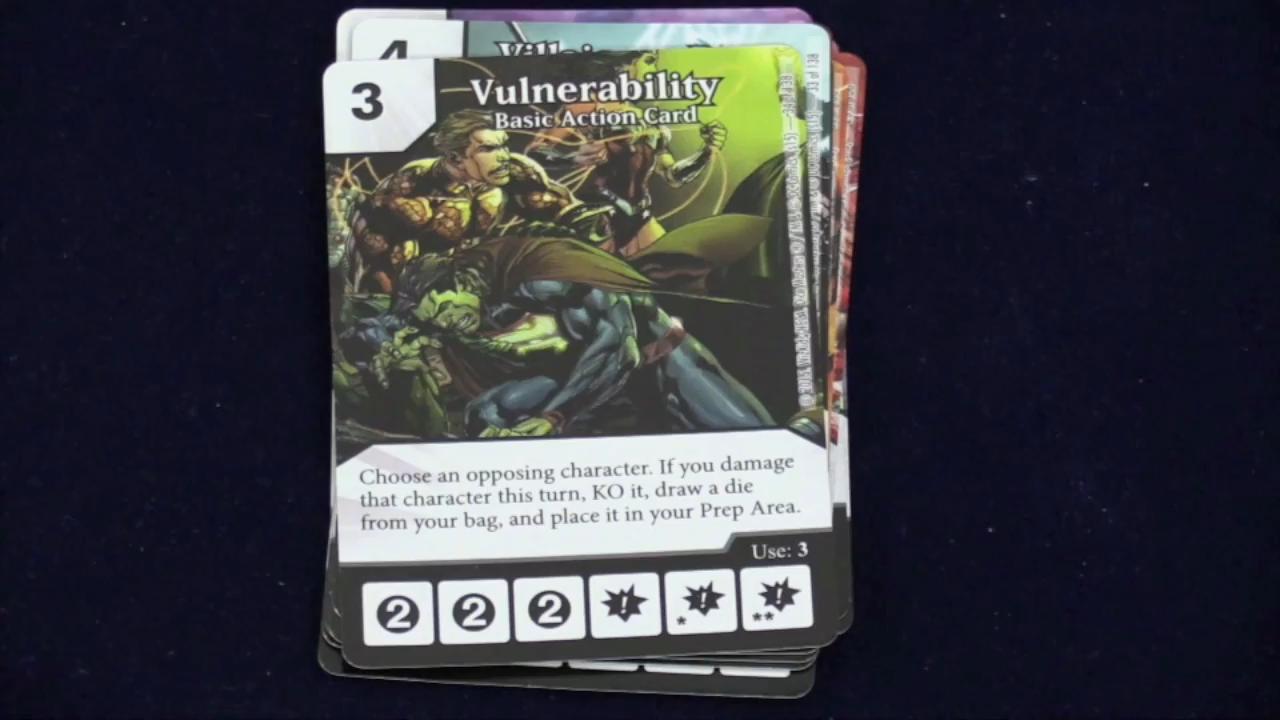 4
3
Vulnerability
Basic Action Card
Choose an opposing character. If you damage
that character this turn, KO it, draw a die
from your bag, and place it in your Prep Area.
Use: 3
2 2 2 ! *! **!